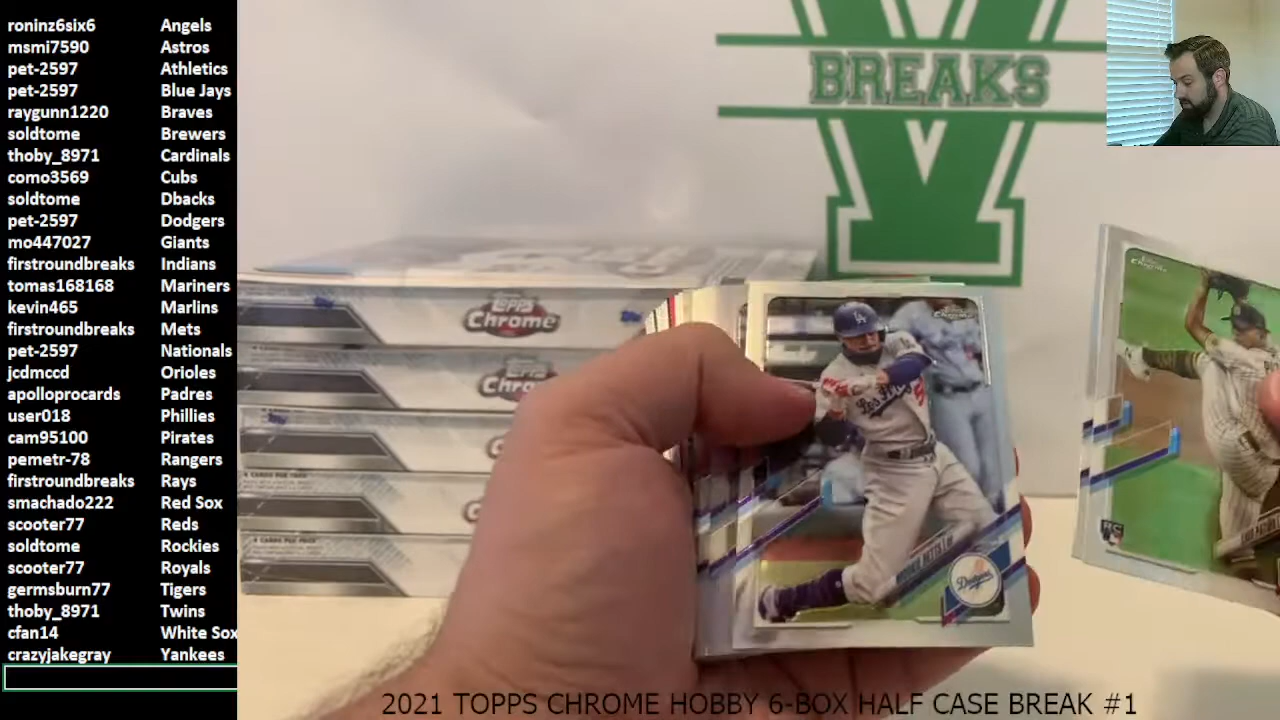 roninz6six6 Angels
msmi7590 Astros
pet-2597 Athletics
pet-2597 Blue Jays
raygunn1220 Braves
soldtome Brewers
thoby_8971 Cardinals
como3569 Cubs
soldtome Dbacks
pet-2597 Dodgers
mo447027 Giants
firstroundbreaks Indians
tomas168168 Mariners
kevin465 Marlins
firstroundbreaks Mets
pet-2597 Nationals
jcdmccd Orioles
apolloprocards Padres
user018 Phillies
cam95100 Pirates
pemetr-78 Rangers
firstroundbreaks Rays
smachado222 Red Sox
scooter77 Reds
soldtome Rockies
scooter77 Royals
germsburn77 Tigers
thoby_8971 Twins
cfan14 White Sox
crazyjakegray Yankees
V
BREAKS
Topps
Chrome
Topps
LA
Dodgers
RC
2021 TOPPS CHROME HOBBY 6-BOX HALF CASE BREAK #1